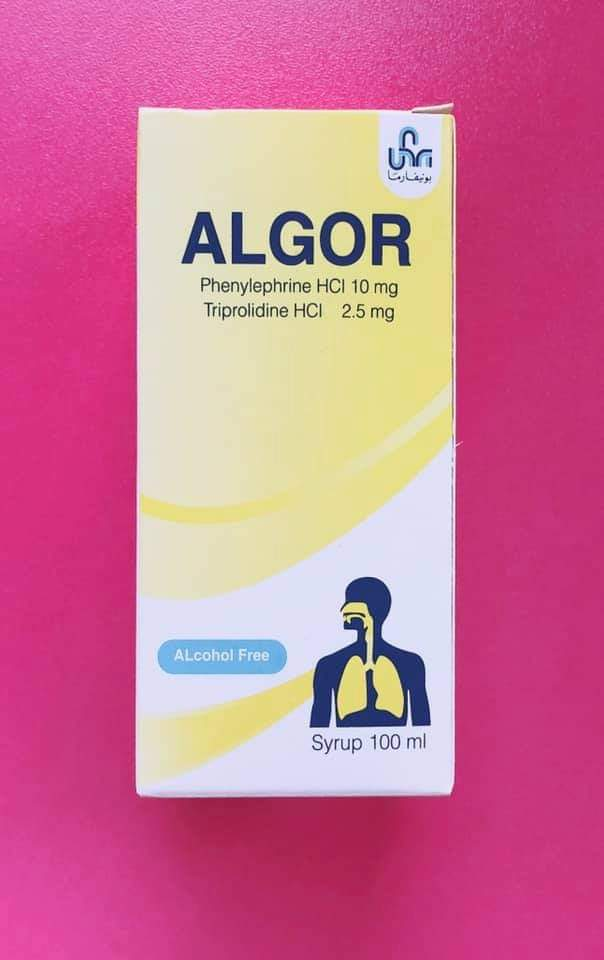 يونيفارما
ALGOR
Phenylephrine HCl 10 mg
Triprolidine HCl 2.5 mg
ALcohol Free
Syrup 100 ml